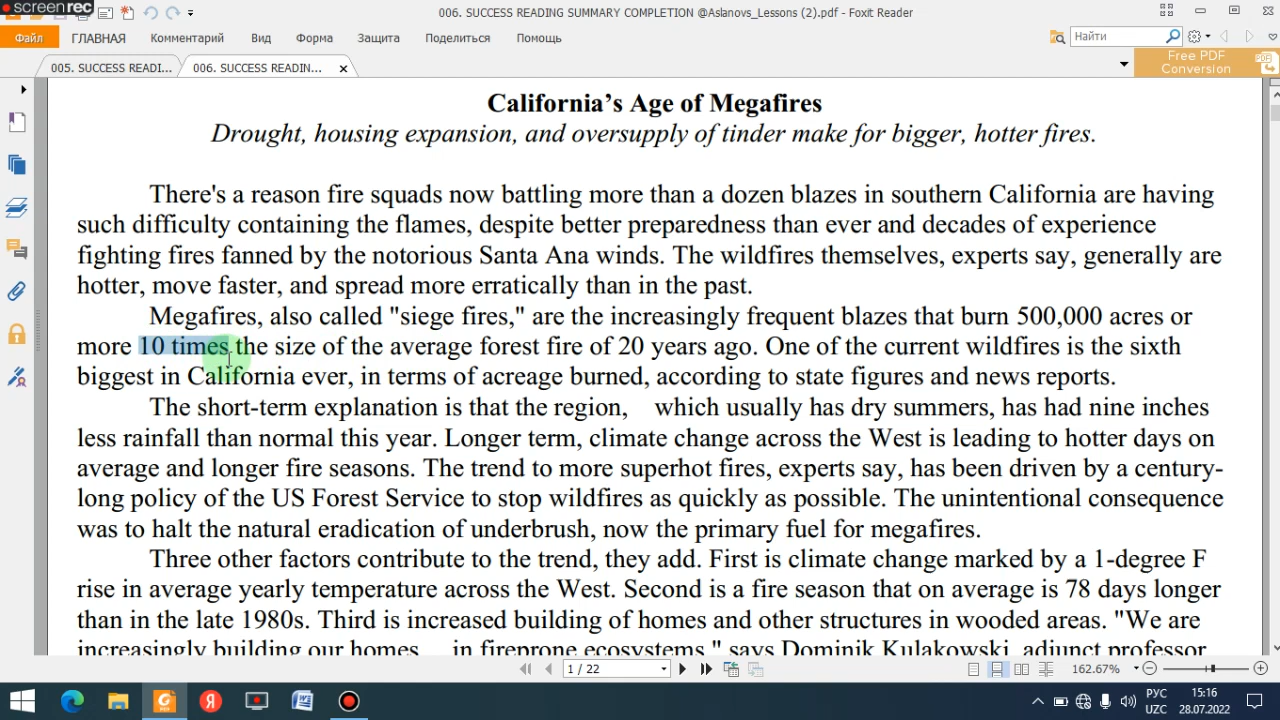 screenrec
006. SUCCESS READING SUMMARY COMPLETION @Aslanovs_Lessons (2).pdf - Foxit Reader
Файл ГЛАВНАЯ Комментарий Вид Форма Защита Поделиться Помощь Найти
005. SUCCESS READI... 006. SUCCESS READIN... Free PDF
Conversion
California's Age of Megafires
Drought, housing expansion, and oversupply of tinder make for bigger, hotter fires.
There's a reason fire squads now battling more than a dozen blazes in southern California are having
such difficulty containing the flames, despite better preparedness than ever and decades of experience
fighting fires fanned by the notorious Santa Ana winds. The wildfires themselves, experts say, generally are
hotter, move faster, and spread more erratically than in the past.
Megafires, also called "siege fires," are the increasingly frequent blazes that burn 500,000 acres or
more 10 times the size of the average forest fire of 20 years ago. One of the current wildfires is the sixth
biggest in California ever, in terms of acreage burned, according to state figures and news reports.
The short-term explanation is that the region, which usually has dry summers, has had nine inches
less rainfall than normal this year. Longer term, climate change across the West is leading to hotter days on
average and longer fire seasons. The trend to more superhot fires, experts say, has been driven by a century-
long policy of the US Forest Service to stop wildfires as quickly as possible. The unintentional consequence
was to halt the natural eradication of underbrush, now the primary fuel for megafires.
Three other factors contribute to the trend, they add. First is climate change marked by a 1-degree F
rise in average yearly temperature across the West. Second is a fire season that on average is 78 days longer
than in the late 1980s. Third is increased building of homes and other structures in wooded areas. "We are
increasingly building our homes in fireprone ecosystems," says Dominik Kulakowski, adjunct professor
1 / 22 162.67%
РУС 15:16
UZC 28.07.2022